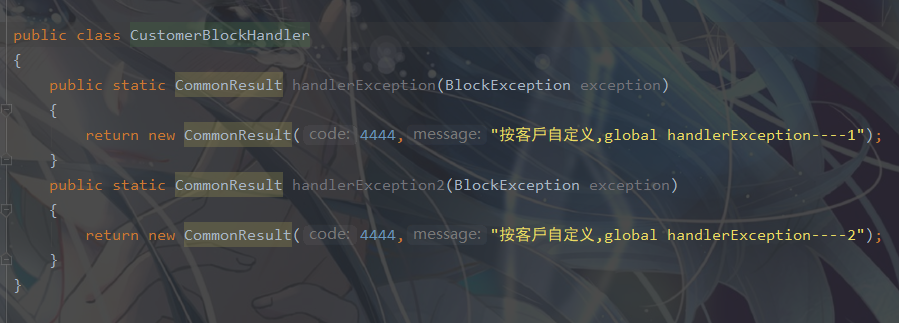 public class CustomerBlockHandler
{
public static CommonResult handlerException(BlockException exception)
{
return new CommonResult( code: 4444, message: "按客戶自定义,global handlerException----1");
}
public static CommonResult handlerException2(BlockException exception)
{
return new CommonResult( code: 4444, message: "按客戶自定义,global handlerException----2");
}
}